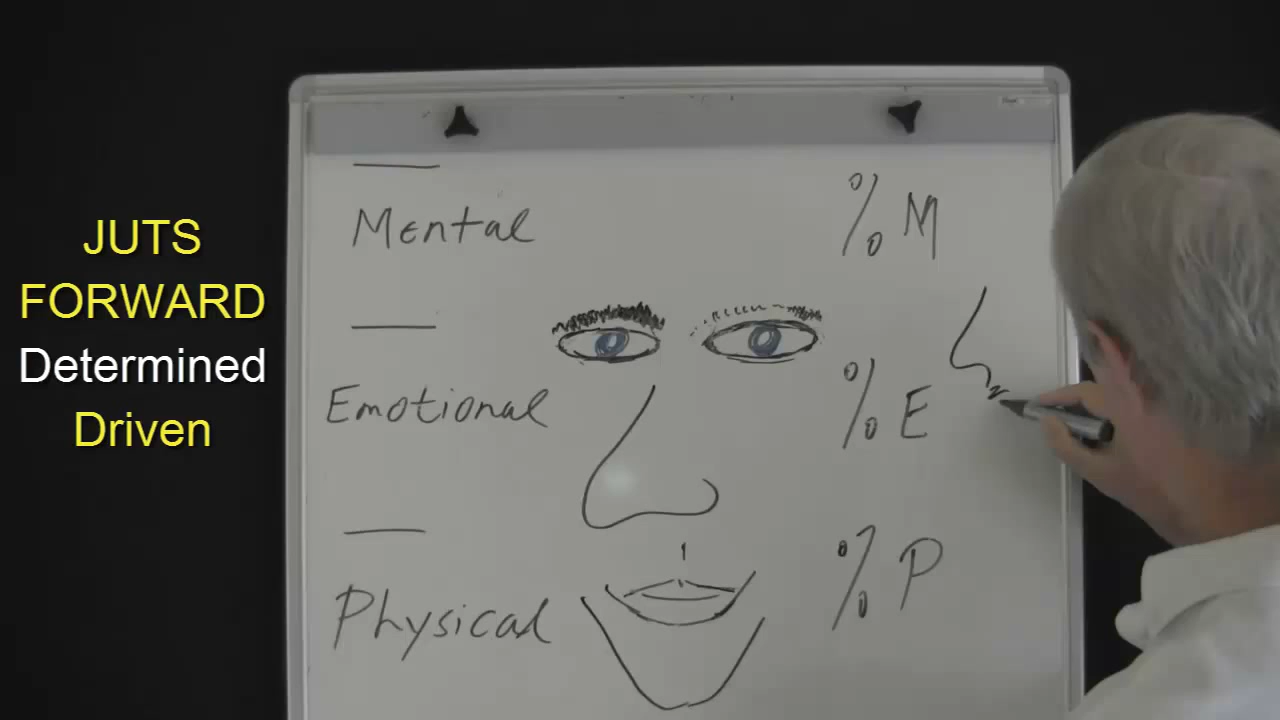 JUTS
FORWARD
Determined
Driven
Mental
% M
Emotional
% E
Physical
% P